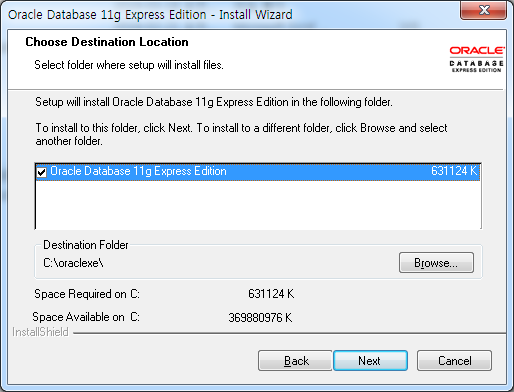 Oracle Database 11g Express Edition - Install Wizard
Choose Destination Location
Select folder where setup will install files.
ORACLE
DATABASE
EXPRESS EDITION
Setup will install Oracle Database 11g Express Edition in the following folder.
To install to this folder, click Next. To install to a different folder, click Browse and select
another folder.
Oracle Database 11g Express Edition 631124 K
Destination Folder
C:\oraclexe\
Browse...
Space Required on C: 631124 K
Space Available on C: 369880976 K
InstallShield
Back Next Cancel